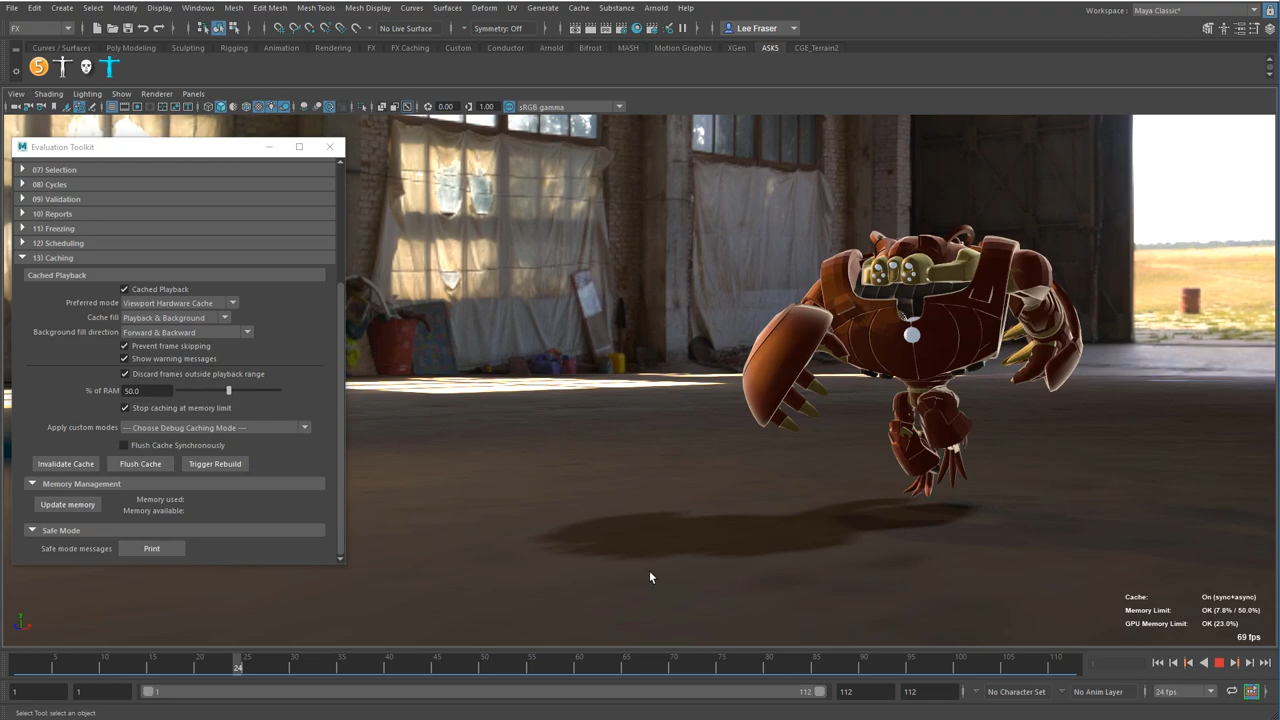 File Edit Create Select Modify Display Windows Mesh Edit Mesh Mesh Tools Mesh Display Curves Surfaces Deform UV Generate Cache Substance Arnold Help Workspace : Maya Classic*
FX No Live Surface Symmetry: Off Lee Fraser
Curves / Surfaces Poly Modeling Sculpting Rigging Animation Rendering FX FX Caching Custom Conductor Arnold Bifrost MASH Motion Graphics XGen ASK5 CGE_Terrain2
5
View Shading Lighting Show Renderer Panels
0.00 1.00 sRGB gamma
Evaluation Toolkit
07) Selection
08) Cycles
09) Validation
10) Reports
11) Freezing
12) Scheduling
13) Caching
Cached Playback
Cached Playback
Preferred mode Viewport Hardware Cache
Cache fill Playback & Background
Background fill direction Forward & Backward
Prevent frame skipping
Show warning messages
Discard frames outside playback range
% of RAM 50.0
Stop caching at memory limit
Apply custom modes --- Choose Debug Caching Mode ---
Flush Cache Synchronously
Invalidate Cache Flush Cache Trigger Rebuild
Memory Management
Update memory Memory used:
Memory available:
Safe Mode
Safe mode messages Print
Cache: On (sync+async)
Memory Limit: OK (7.8% / 50.0%)
GPU Memory Limit: OK (23.0%)
69 fps
5 10 15 20 24 25 30 35 40 45 50 55 60 65 70 75 80 85 90 95 100 105 110
1 1 1 112 112 112 No Character Set No Anim Layer 24 fps
Select Tool: select an object